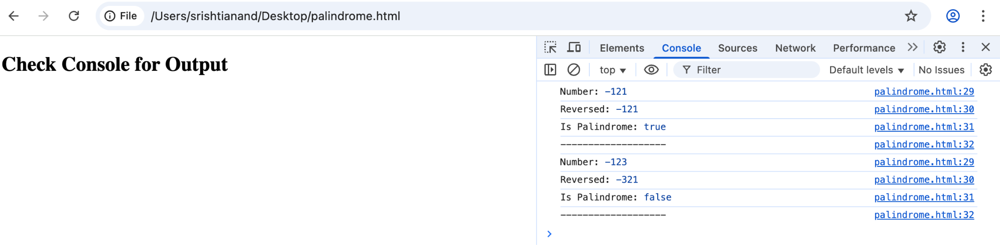 File /Users/srishtianand/Desktop/palindrome.html
Check Console for Output
Elements Console Sources Network Performance
top Filter Default levels No Issues
Number: -121 palindrome.html:29
Reversed: -121 palindrome.html:30
Is Palindrome: true palindrome.html:31
------------------- palindrome.html:32
Number: -123 palindrome.html:29
Reversed: -321 palindrome.html:30
Is Palindrome: false palindrome.html:31
------------------- palindrome.html:32